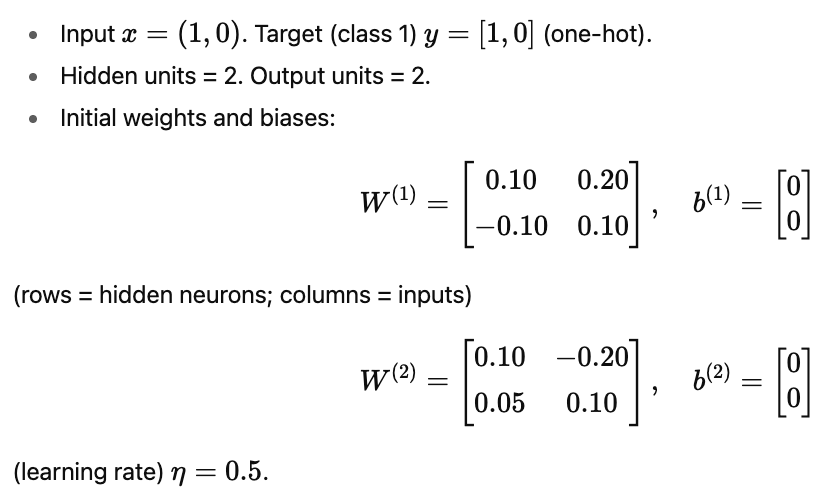 • Input x = (1, 0). Target (class 1) y = [1, 0] (one-hot).
• Hidden units = 2. Output units = 2.
• Initial weights and biases:
W^{(1)} = \begin{bmatrix} 0.10 & 0.20 \\ -0.10 & 0.10 \end{bmatrix}, \quad b^{(1)} = \begin{bmatrix} 0 \\ 0 \end{bmatrix}
(rows = hidden neurons; columns = inputs)
W^{(2)} = \begin{bmatrix} 0.10 & -0.20 \\ 0.05 & 0.10 \end{bmatrix}, \quad b^{(2)} = \begin{bmatrix} 0 \\ 0 \end{bmatrix}
(learning rate) η = 0.5.